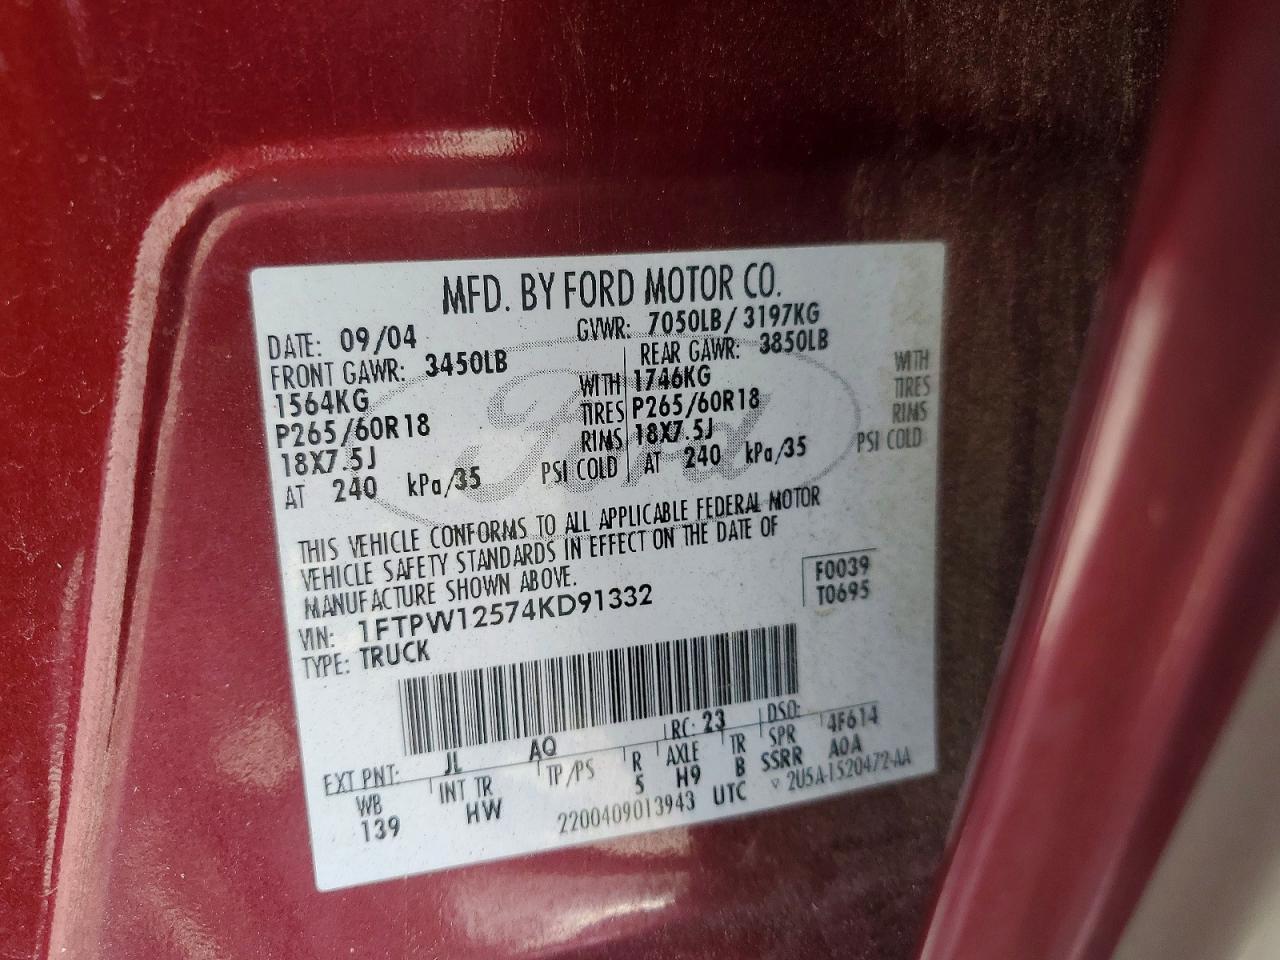 MFD. BY FORD MOTOR CO.
DATE: 09/04 GVWR: 7050LB/ 3197KG
FRONT GAWR: 3450LB REAR GAWR: 3850LB
1564KG WITH 1746KG WITH
P265/60R18 TIRES P265/60R18 TIRES
18X7.5J RIMS 18X7.5J RIMS
AT 240 kPa/35 PSI COLD AT 240 kPa/35 PSI COLD
Ford
THIS VEHICLE CONFORMS TO ALL APPLICABLE FEDERAL MOTOR
VEHICLE SAFETY STANDARDS IN EFFECT ON THE DATE OF
MANUFACTURE SHOWN ABOVE.
VIN: 1FTPW12574KD91332 F0039
TYPE: TRUCK T0695
EXT PNT: JL AQ RC: 23 DSO: 4F614
WB INT TR TP/PS R AXLE TR SPR A0A
139 HW 5 H9 B SSRR
2200409013943 UTC ▽ 2U5A-1520472-AA